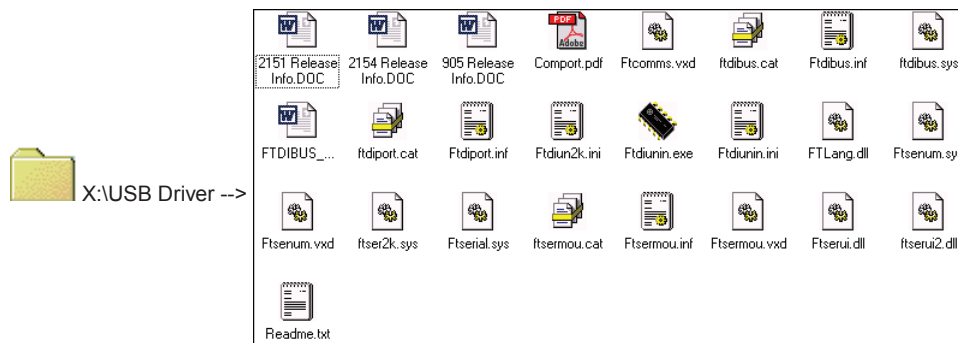 X:\USB Driver -->
2151 Release Info.DOC
2154 Release Info.DOC
905 Release Info.DOC
Comport.pdf
Ftcomms.vxd
ftdibus.cat
Ftdibus.inf
ftdibus.sys
FTDIBUS_...
ftdiport.cat
Ftdiport.inf
Ftdiun2k.ini
Ftdiunin.exe
Ftdiunin.ini
FTLang.dll
Ftsenum.sy
Ftsenum.vxd
ftser2k.sys
Ftserial.sys
ftsermou.cat
Ftsermou.inf
Ftsermou.vxd
Ftserui.dll
ftserui2.dll
Readme.txt